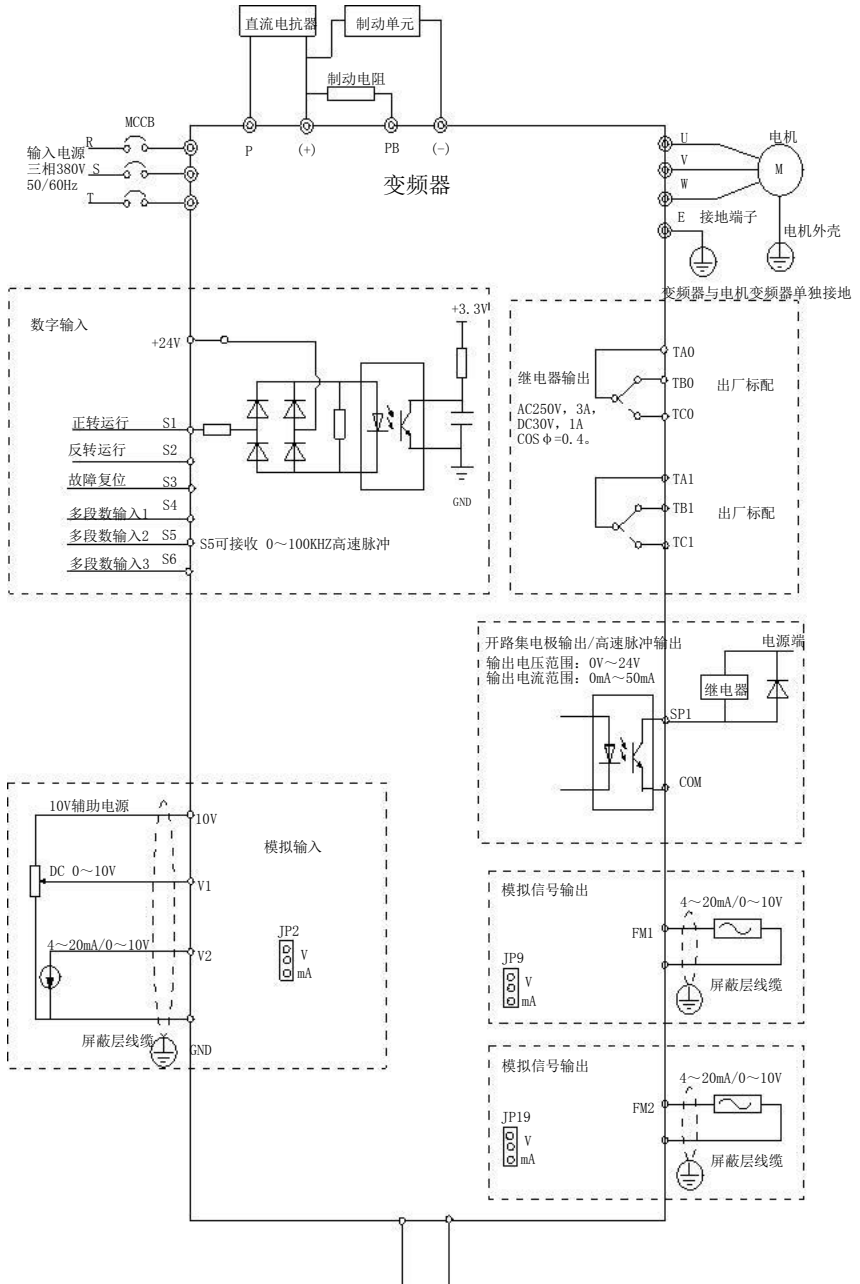 直流电抗器
制动单元
制动电阻
MCCB
R
S
T
输入电源
三相380V
50/60Hz
P
(+)
PB
(-)
变频器
U
V
W
电机
M
E 接地端子
电机外壳
变频器与电机变频器单独接地
数字输入
+24V
+3.3V
正转运行 S1
反转运行 S2
故障复位 S3
多段数输入1 S4
多段数输入2 S5
S5可接收 0～100KHZ高速脉冲
多段数输入3 S6
GND
继电器输出
AC250V，3A，
DC30V，1A
COSφ=0.4。
TA0
TB0
出厂标配
TC0
TA1
TB1
出厂标配
TC1
开路集电极输出/高速脉冲输出
输出电压范围：0V～24V
输出电流范围：0mA～50mA
电源端
继电器
SP1
COM
10V辅助电源
10V
模拟输入
DC 0～10V
V1
4～20mA/0～10V
V2
JP2
V
mA
屏蔽层线缆
GND
模拟信号输出
4～20mA/0～10V
FM1
JP9
V
mA
屏蔽层线缆
模拟信号输出
4～20mA/0～10V
FM2
JP19
V
mA
屏蔽层线缆